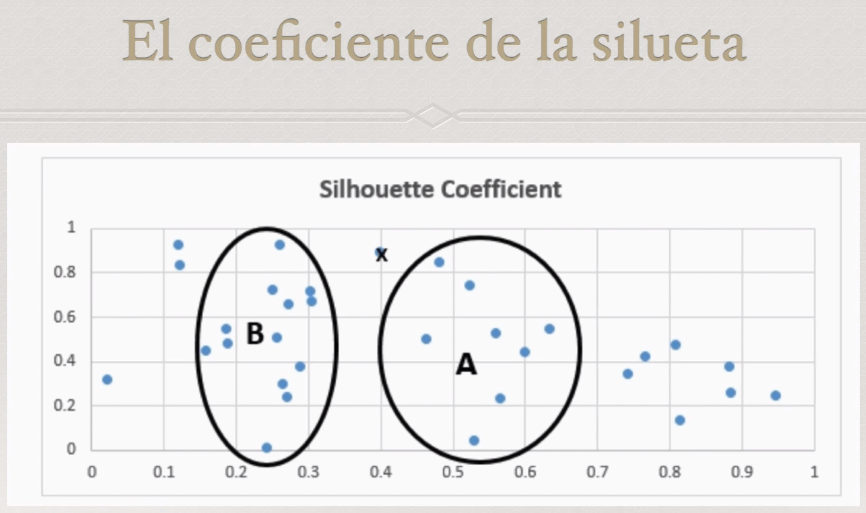 El coeficiente de la silueta
Silhouette Coefficient
1
0.8
0.6
0.4
0.2
0
x
B
A
0 0.1 0.2 0.3 0.4 0.5 0.6 0.7 0.8 0.9 1